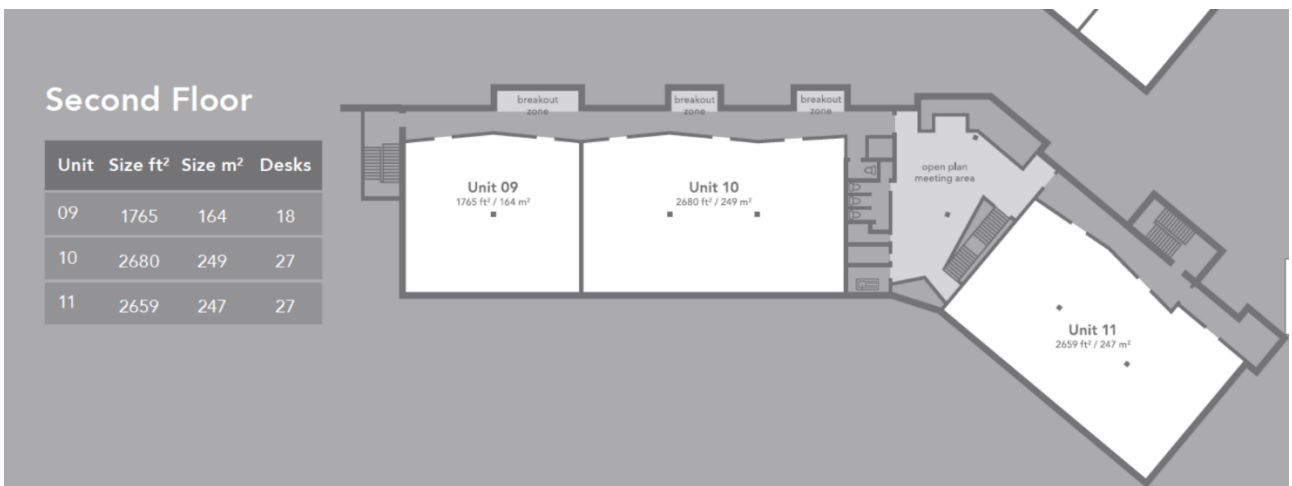 Second Floor
Unit Size ft² Size m² Desks
09 1765 164 18
10 2680 249 27
11 2659 247 27
breakout
zone
breakout
zone
breakout
zone
Unit 09
1765 ft² / 164 m²
Unit 10
2680 ft² / 249 m²
open plan
meeting area
Unit 11
2659 ft² / 247 m²